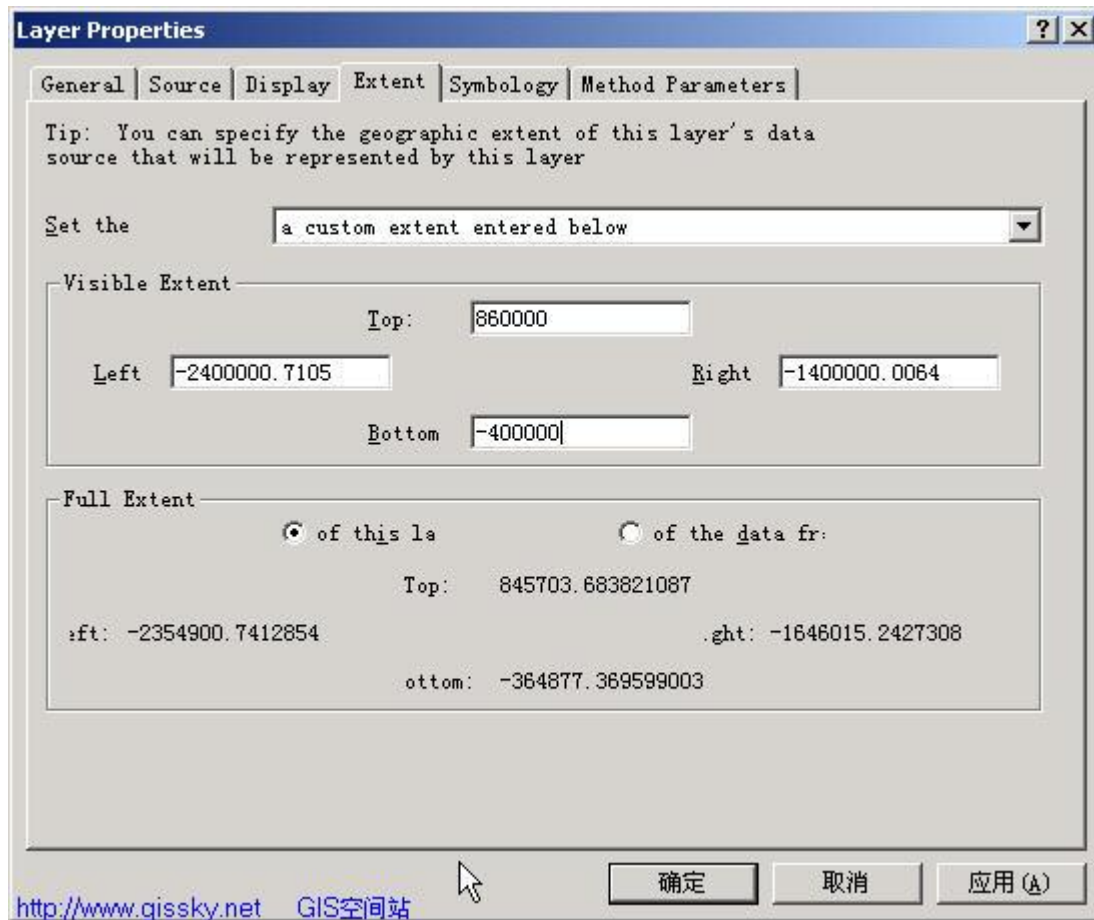 Layer Properties
General Source Display Extent Symbology Method Parameters
Tip: You can specify the geographic extent of this layer's data
source that will be represented by this layer
Set the a custom extent entered below
Visible Extent
Top: 860000
Left -2400000.7105 Right -1400000.0064
Bottom -400000
Full Extent
of this la of the data fr:
Top: 845703.683821087
eft: -2354900.7412854 .ght: -1646015.2427308
ottom: -364877.369599003
确定 取消 应用(A)
http://www.gissky.net GIS空间站